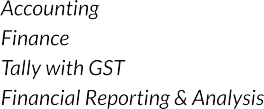 Accounting
Finance
Tally with GST
Financial Reporting & Analysis